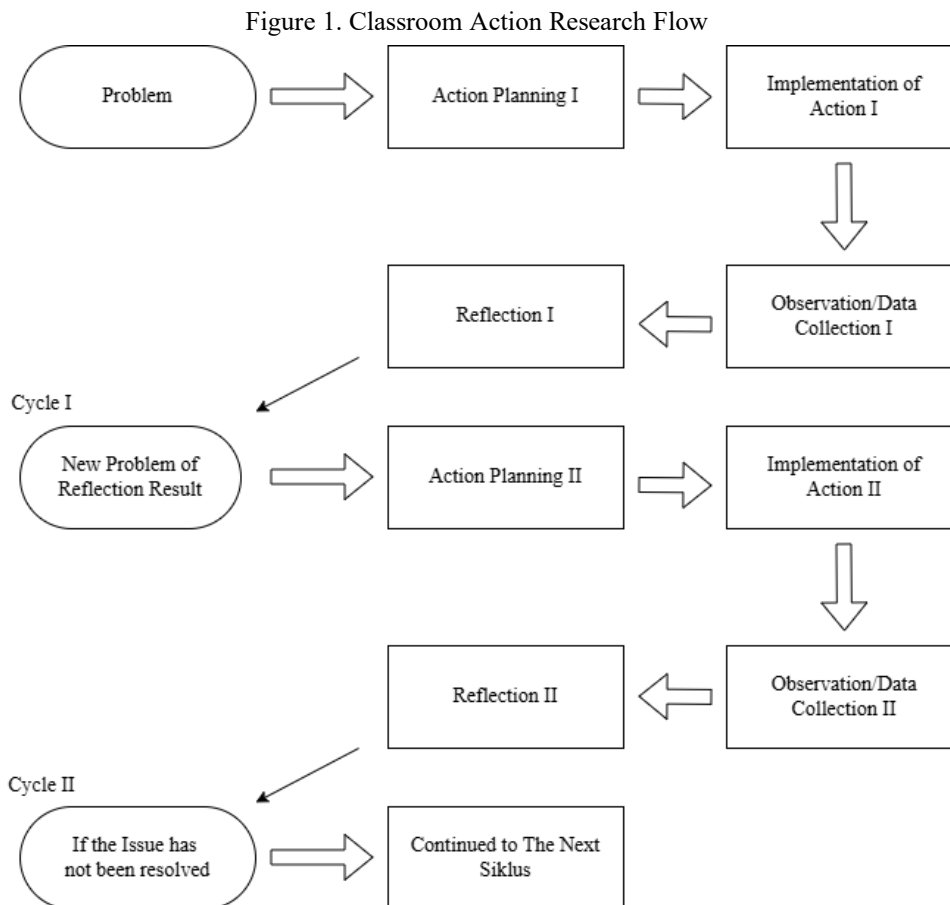 Figure 1. Classroom Action Research Flow
Problem
Action Planning I
Implementation of
Action I
Observation/Data
Collection I
Reflection I
Cycle I
New Problem of
Reflection Result
Action Planning II
Implementation of
Action II
Observation/Data
Collection II
Reflection II
Cycle II
If the Issue has
not been resolved
Continued to The Next
Siklus